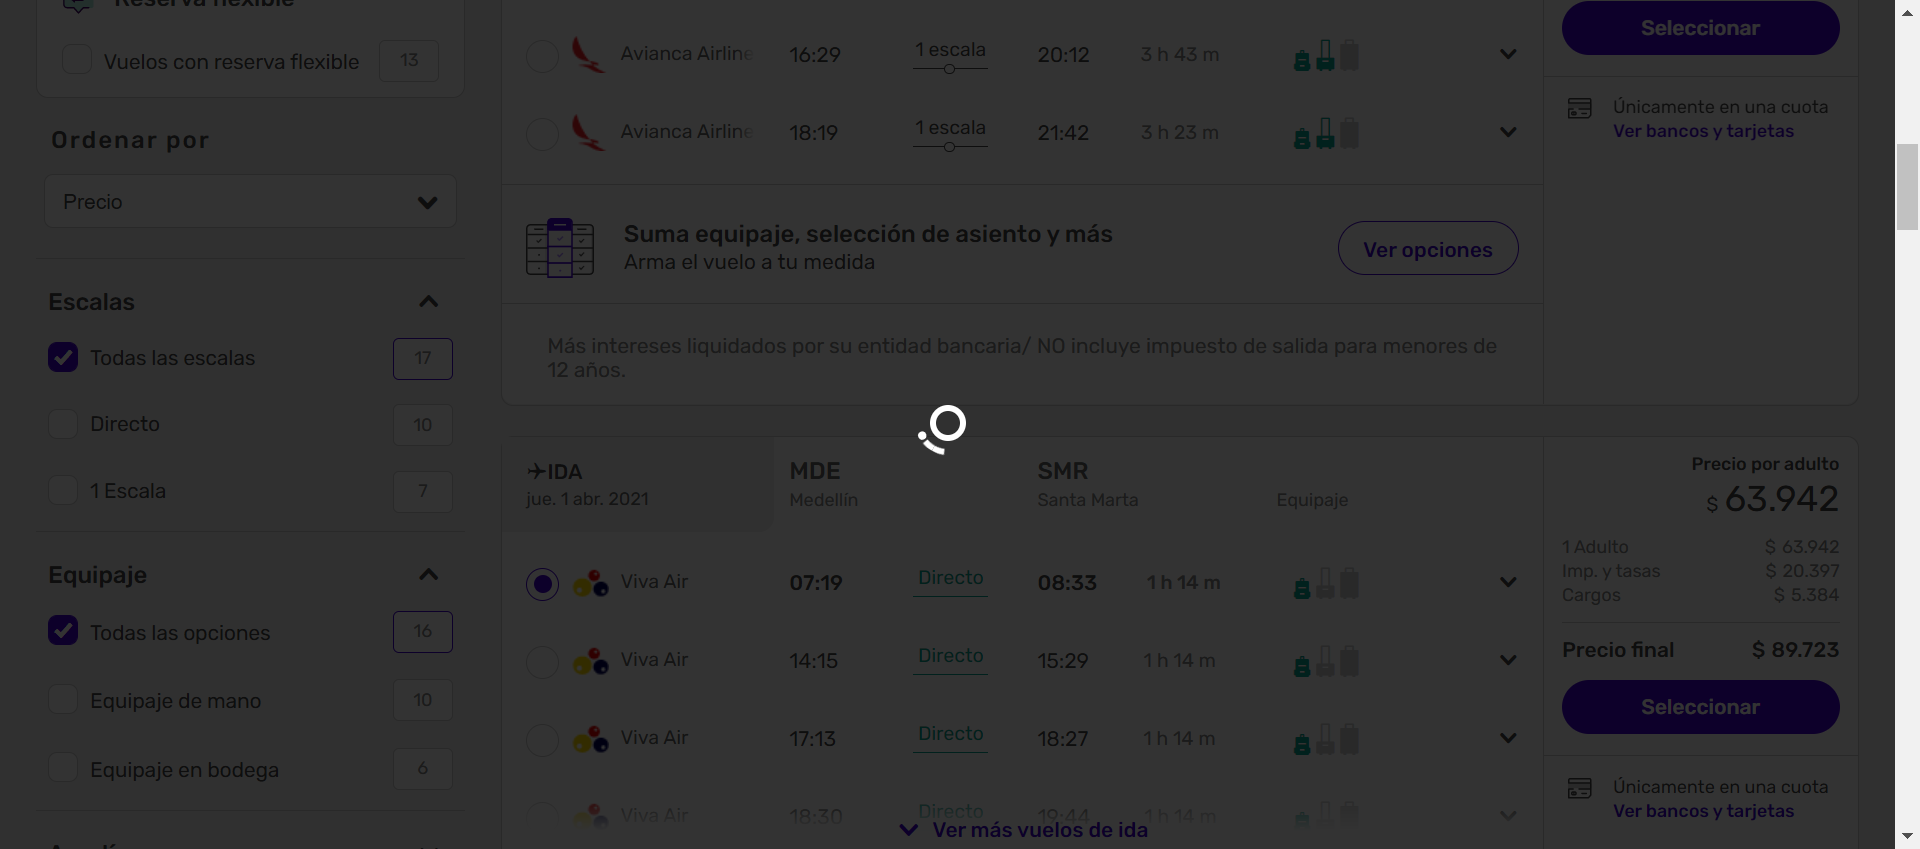 Reserva flexible
Vuelos con reserva flexible 13
Ordenar por
Precio
Escalas
Todas las escalas 17
Directo 10
1 Escala 7
Equipaje
Todas las opciones 16
Equipaje de mano 10
Equipaje en bodega 6
Avianca Airline 16:29 1 escala 20:12 3 h 43 m
Avianca Airline 18:19 1 escala 21:42 3 h 23 m
Suma equipaje, selección de asiento y más
Arma el vuelo a tu medida
Ver opciones
Más intereses liquidados por su entidad bancaria/ NO incluye impuesto de salida para menores de
12 años.
Seleccionar
Únicamente en una cuota
Ver bancos y tarjetas
IDA MDE SMR
jue. 1 abr. 2021 Medellín Santa Marta Equipaje
Viva Air 07:19 Directo 08:33 1 h 14 m
Viva Air 14:15 Directo 15:29 1 h 14 m
Viva Air 17:13 Directo 18:27 1 h 14 m
Viva Air 18:30 Directo 19:44 1 h 14 m
Ver más vuelos de ida
Precio por adulto
$ 63.942
1 Adulto $ 63.942
Imp. y tasas $ 20.397
Cargos $ 5.384
Precio final $ 89.723
Seleccionar
Únicamente en una cuota
Ver bancos y tarjetas